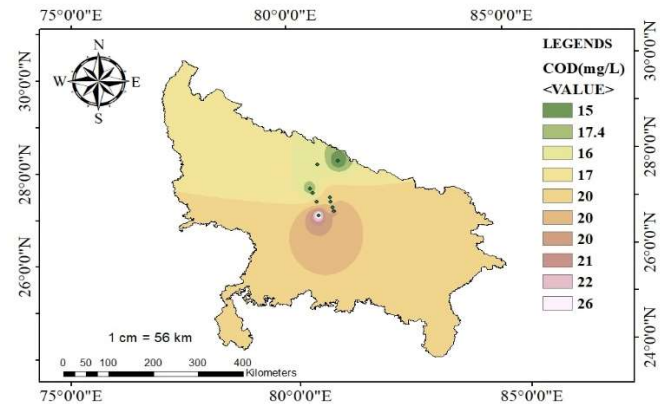 75°0'0"E 80°0'0"E 85°0'0"E
N
W E
S
LEGENDS
COD(mg/L)
<VALUE>
15
17.4
16
17
20
20
20
21
22
26
30°0'0"N
28°0'0"N
26°0'0"N
30°0'0"N
28°0'0"N
26°0'0"N
24°0'0"N
1 cm = 56 km
0 50 100 200 300 400
Kilometers
75°0'0"E 80°0'0"E 85°0'0"E